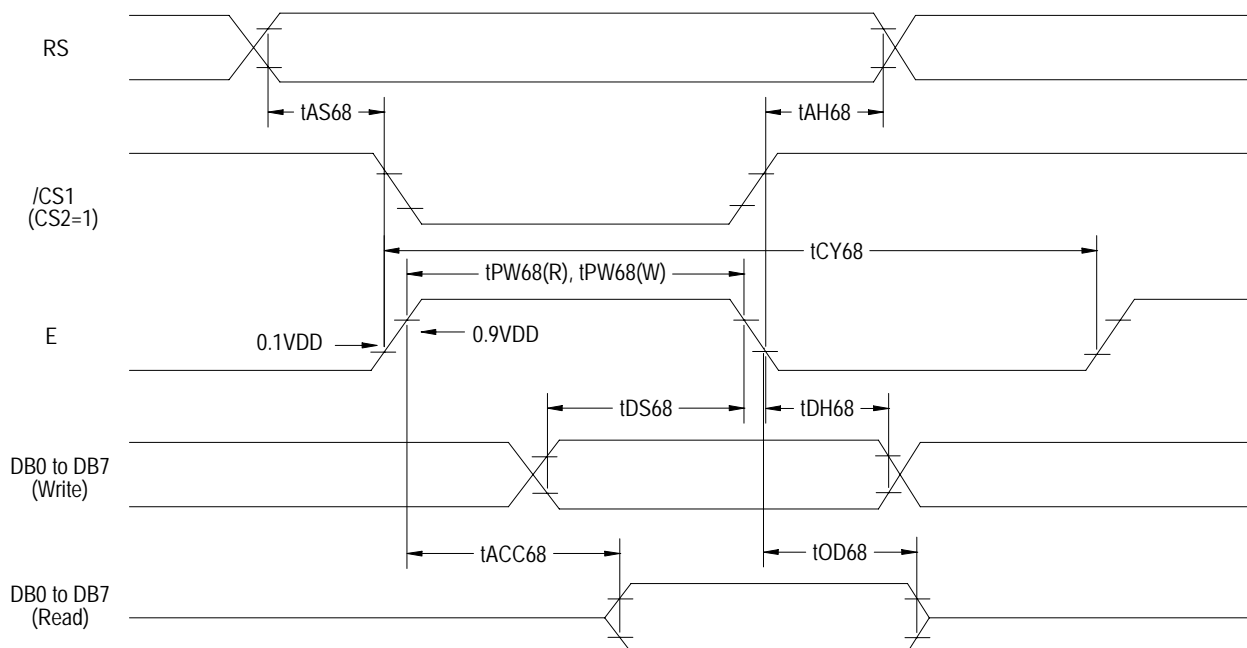 RS
tAS68
tAH68
/CS1
(CS2=1)
tCY68
tPW68(R), tPW68(W)
E
0.1VDD
0.9VDD
tDS68
tDH68
DB0 to DB7
(Write)
tACC68
tOD68
DB0 to DB7
(Read)